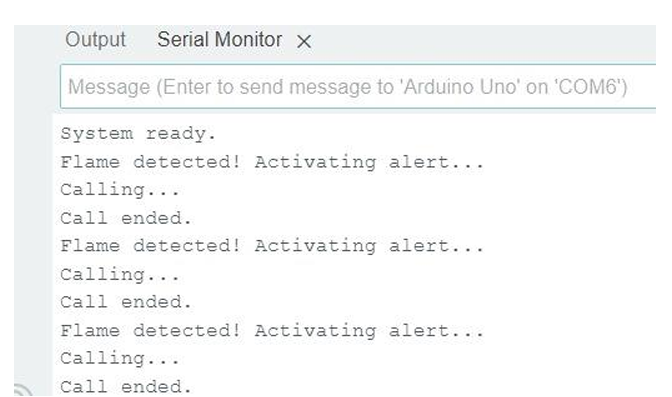 Output Serial Monitor ×
Message (Enter to send message to 'Arduino Uno' on 'COM6')
System ready.
Flame detected! Activating alert...
Calling...
Call ended.
Flame detected! Activating alert...
Calling...
Call ended.
Flame detected! Activating alert...
Calling...
Call ended.